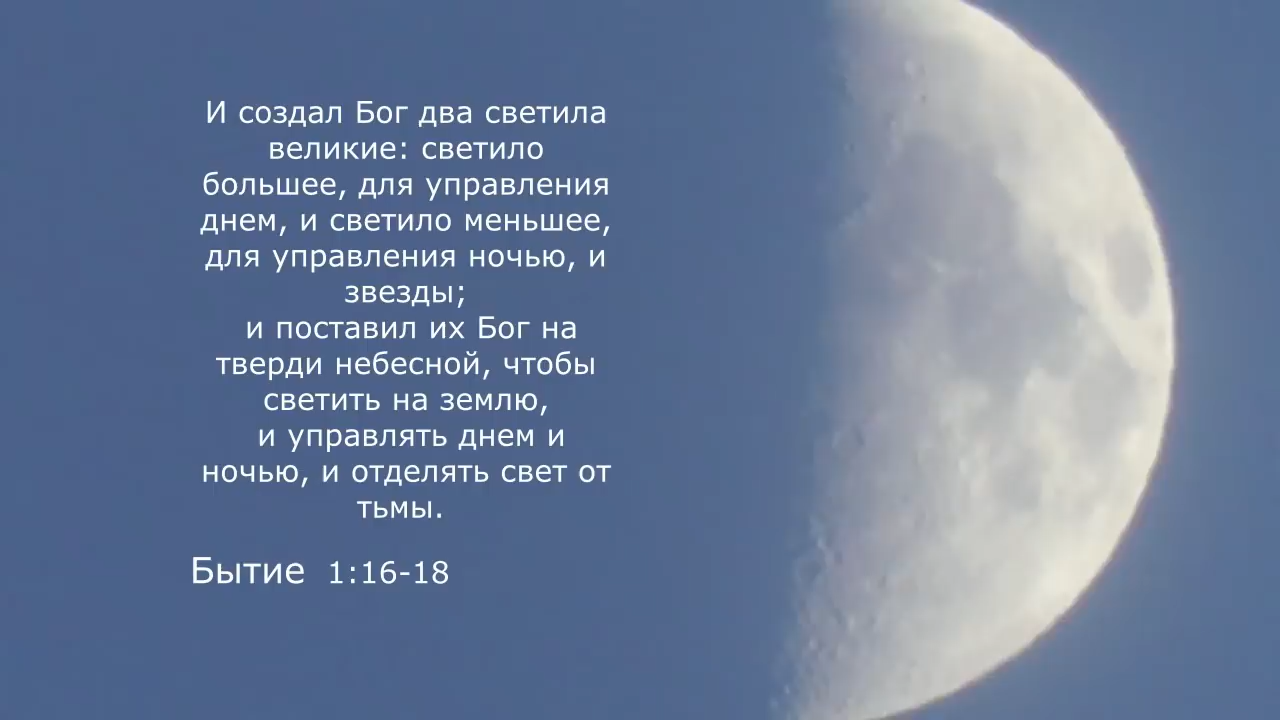 И создал Бог два светила
великие: светило
большее, для управления
днем, и светило меньшее,
для управления ночью, и
звезды;
и поставил их Бог на
тверди небесной, чтобы
светить на землю,
и управлять днем и
ночью, и отделять свет от
тьмы.
Бытие 1:16-18